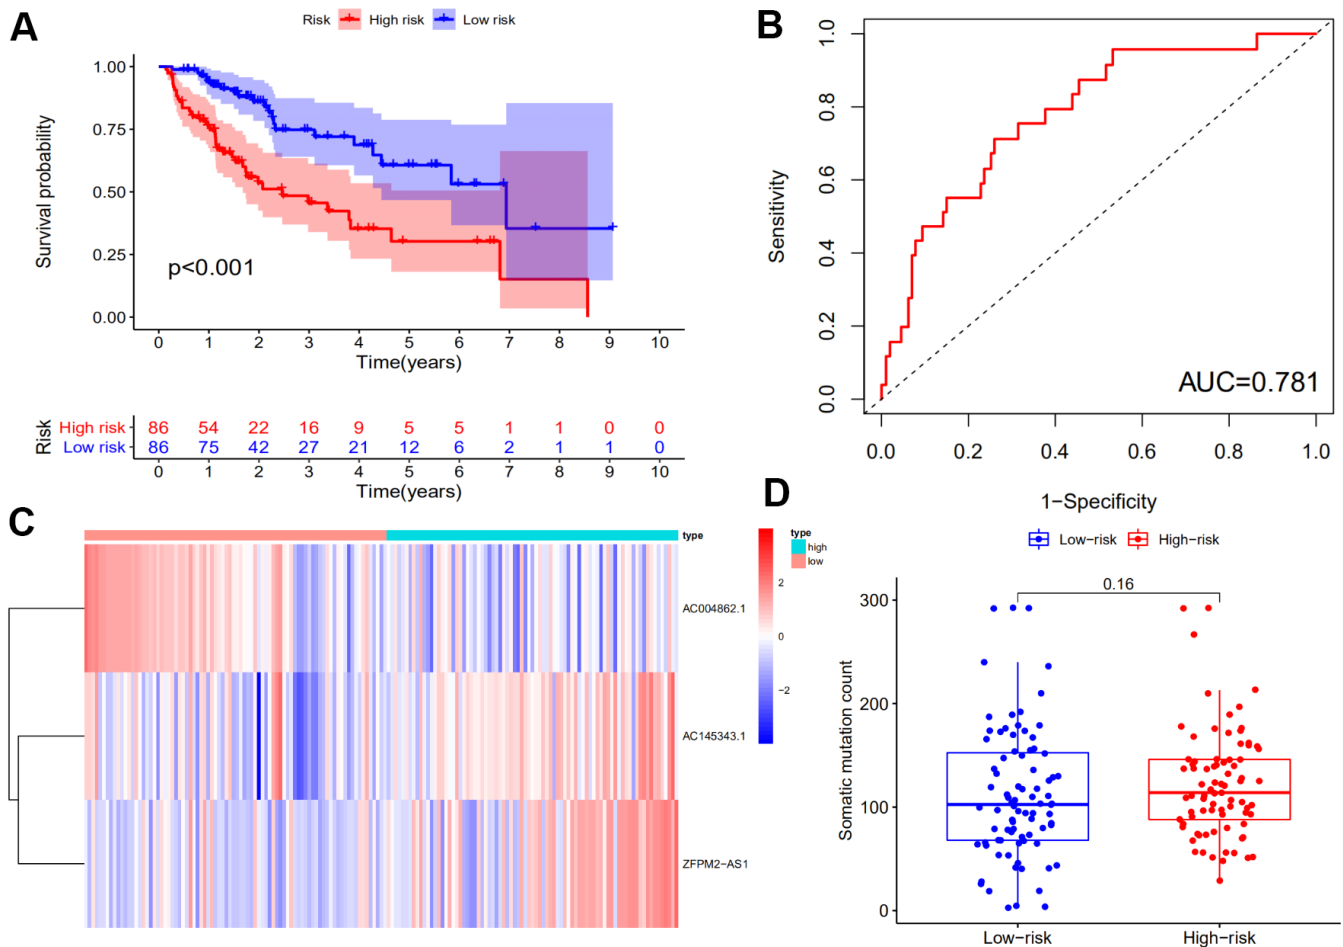 A
Risk High risk Low risk
Survival probability
1.00
0.75
0.50
0.25
0.00
p<0.001
0 1 2 3 4 5 6 7 8 9 10
Time(years)
Risk
High risk 86 54 22 16 9 5 5 1 1 0 0
Low risk 86 75 42 27 21 12 6 2 1 1 0
0 1 2 3 4 5 6 7 8 9 10
Time(years)
B
Sensitivity
1.0
0.8
0.6
0.4
0.2
0.0
AUC=0.781
0.0 0.2 0.4 0.6 0.8 1.0
1−Specificity
C
type
AC004862.1
AC145343.1
ZFPM2−AS1
2
0
−2
type
high
low
D
Low−risk High−risk
Somatic mutation count
300
200
100
0
0.16
Low−risk High−risk